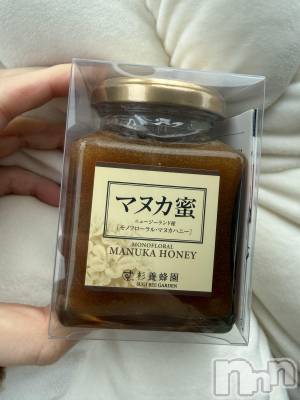 マヌカ蜜
ニュージーランド産
［モノフローラル・マヌカハニー］
MONOFLORAL
MANUKA HONEY
杉養蜂園
SUGI BEE GARDEN
nnn